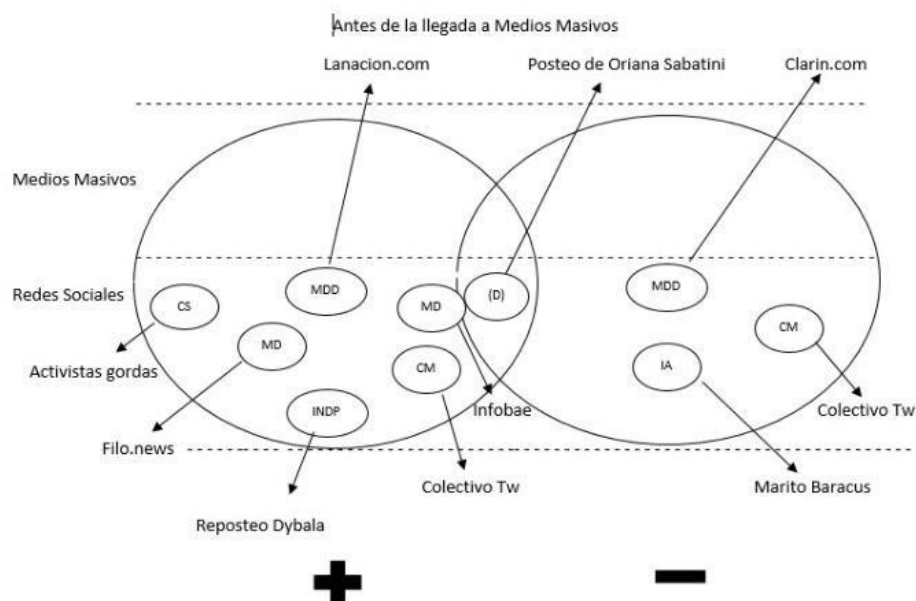 Antes de la llegada a Medios Masivos
Lanacion.com
Posteo de Oriana Sabatini
Clarin.com
Medios Masivos
Redes Sociales
CS
MDD
MD
(D)
MDD
CM
MD
CM
IA
Activistas gordas
INDP
Infobae
Colectivo Tw
Filo.news
Colectivo Tw
Marito Baracus
Reposteo Dybala
+
-